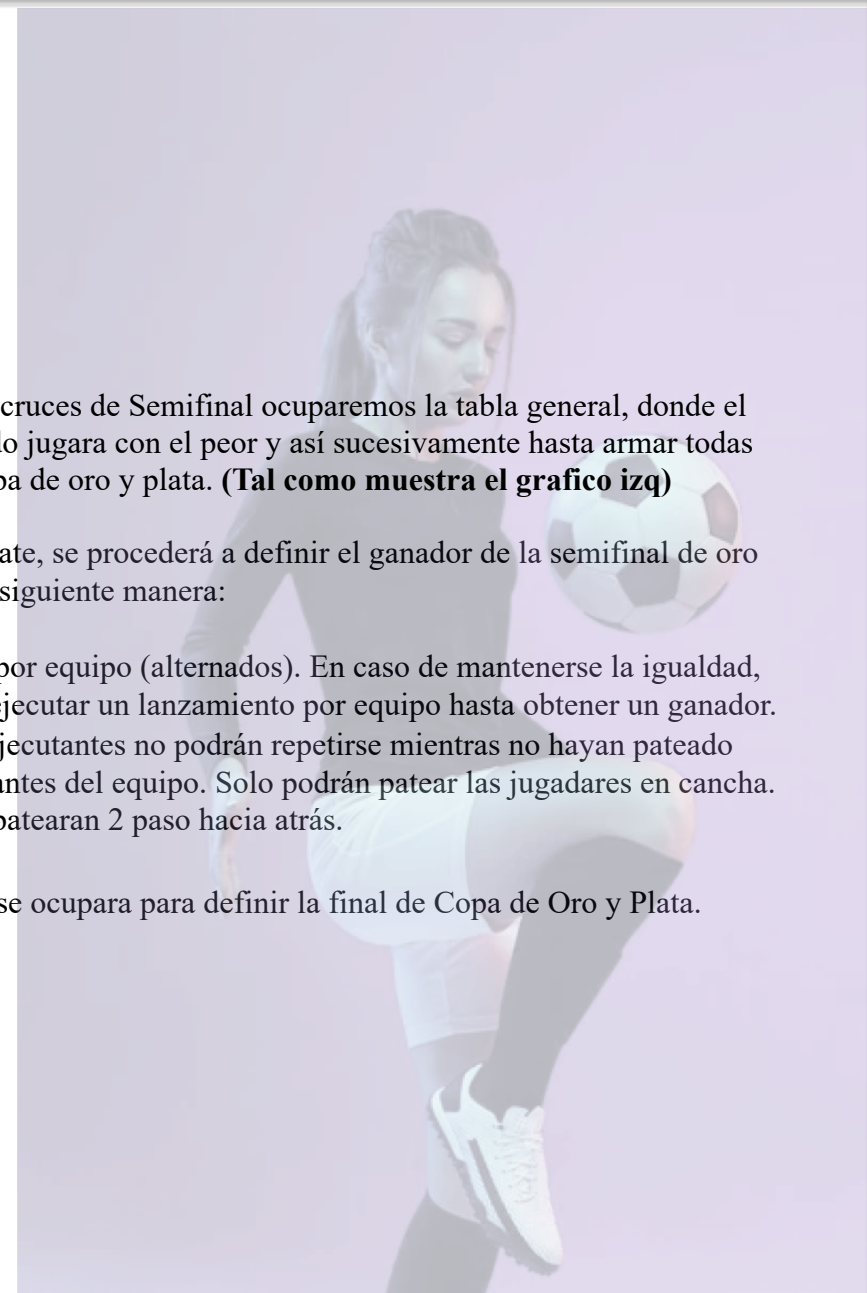 cruces de Semifinal ocuparemos la tabla general, donde el
o jugara con el peor y así sucesivamente hasta armar todas
a de oro y plata. (Tal como muestra el grafico izq)
ate, se procederá a definir el ganador de la semifinal de oro
siguiente manera:
por equipo (alternados). En caso de mantenerse la igualdad,
ejecutar un lanzamiento por equipo hasta obtener un ganador.
jecutantes no podrán repetirse mientras no hayan pateado
antes del equipo. Solo podrán patear las jugadares en cancha.
patearan 2 paso hacia atrás.
se ocupara para definir la final de Copa de Oro y Plata.